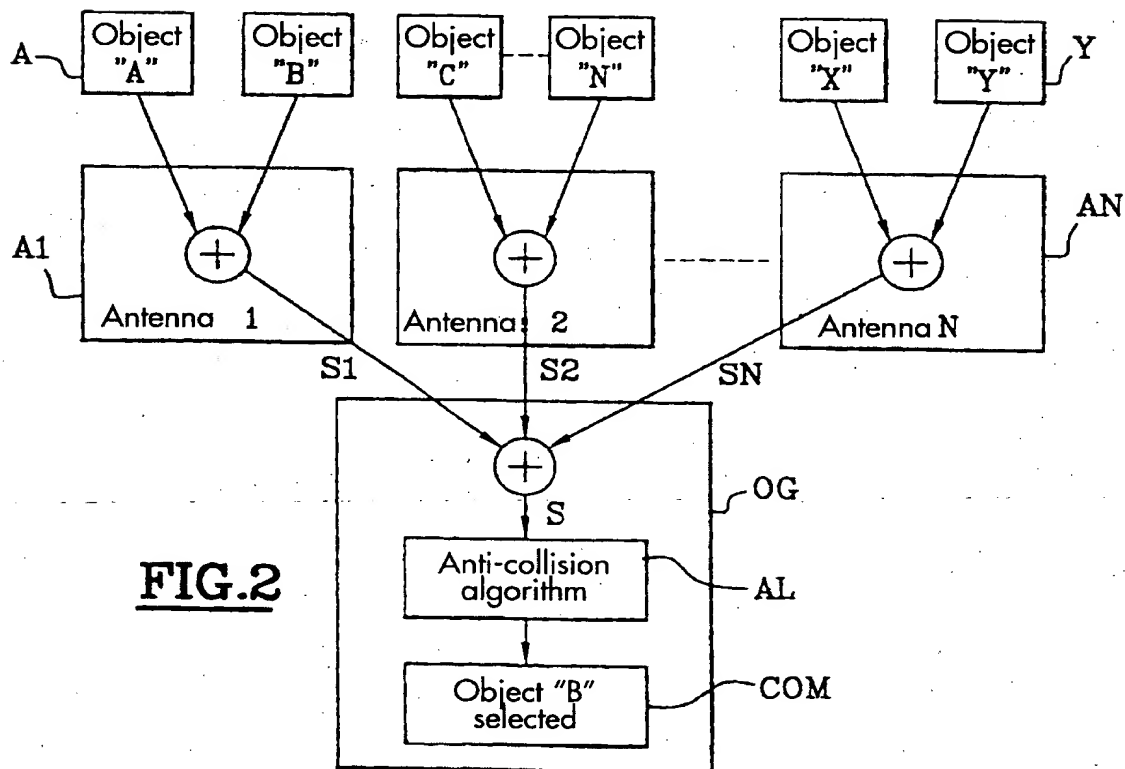 A
Object
"A"
Object
"B"
Object
"C"
Object
"N"
Object
"X"
Object
"Y"
Y
A1
Antenna 1
Antenna 2
Antenna N
AN
S1
S2
SN
S
OG
Anti-collision
algorithm
AL
Object "B"
selected
COM
FIG.2